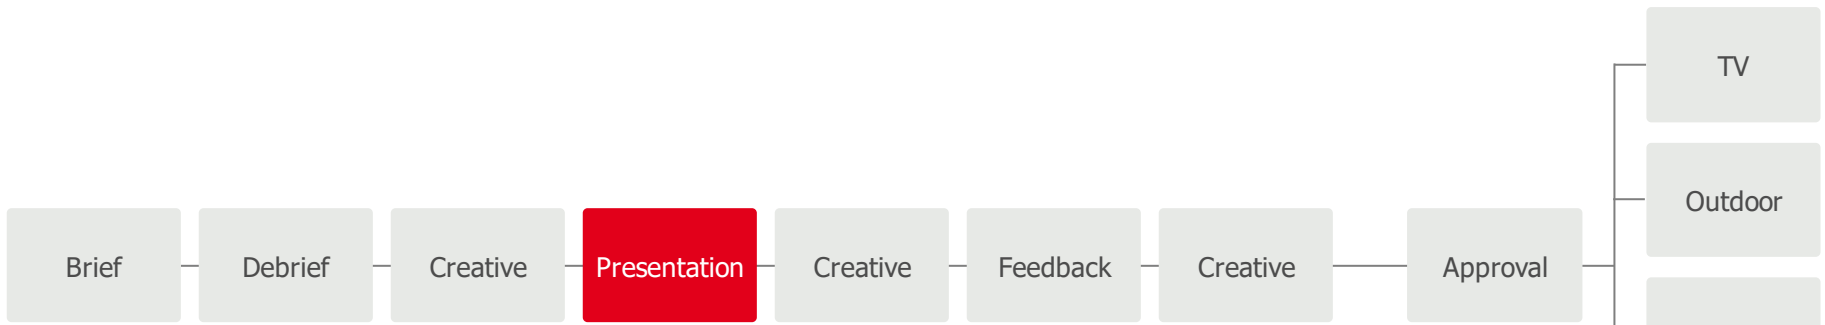 TV
Outdoor
Brief
Debrief
Creative
Presentation
Creative
Feedback
Creative
Approval